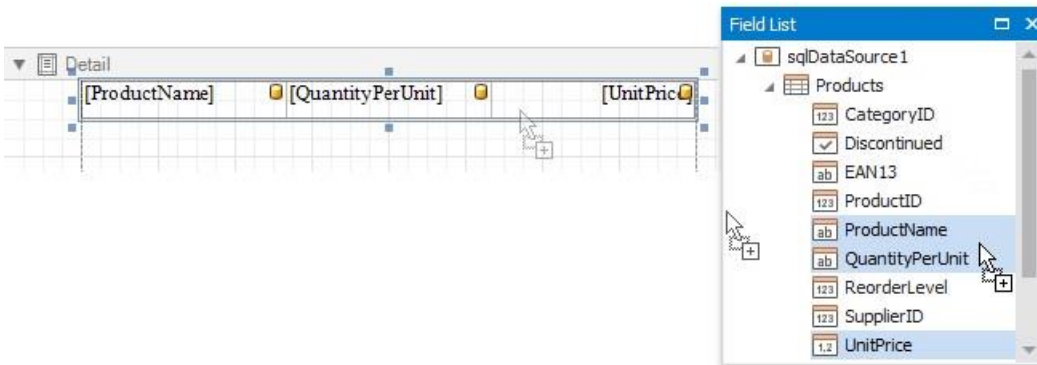 Field List
sqlDataSource1
Detail
Products
[ProductName] [QuantityPerUnit] [UnitPrice]
123 CategoryID
Discontinued
ab EAN13
123 ProductID
ab ProductName
ab QuantityPerUnit
123 ReorderLevel
123 SupplierID
1.2 UnitPrice